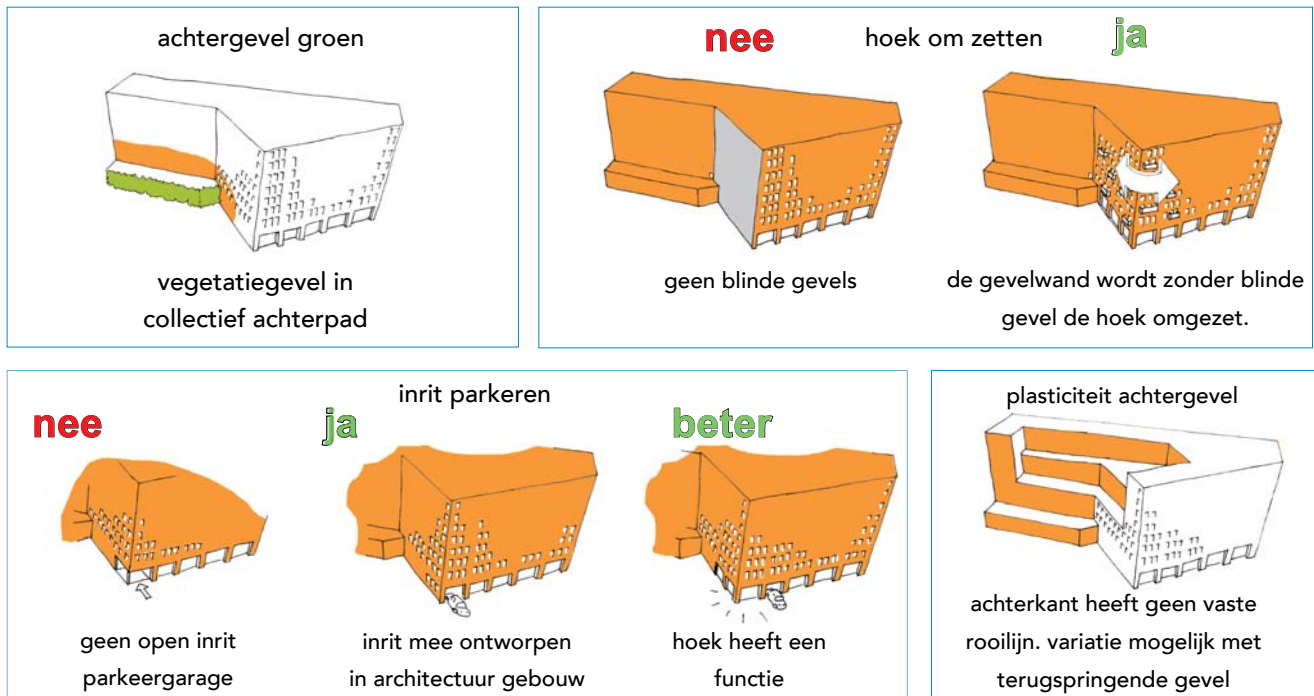 achtergevel groen
vegetatiegevel in
collectief achterpad
nee
hoek om zetten
ja
geen blinde gevels
de gevelwand wordt zonder blinde
gevel de hoek omgezet.
inrit parkeren
nee
ja
beter
geen open inrit
parkeergarage
inrit mee ontworpen
in architectuur gebouw
hoek heeft een
functie
plasticiteit achtergevel
achterkant heeft geen vaste
rooilijn. variatie mogelijk met
terugspringende gevel